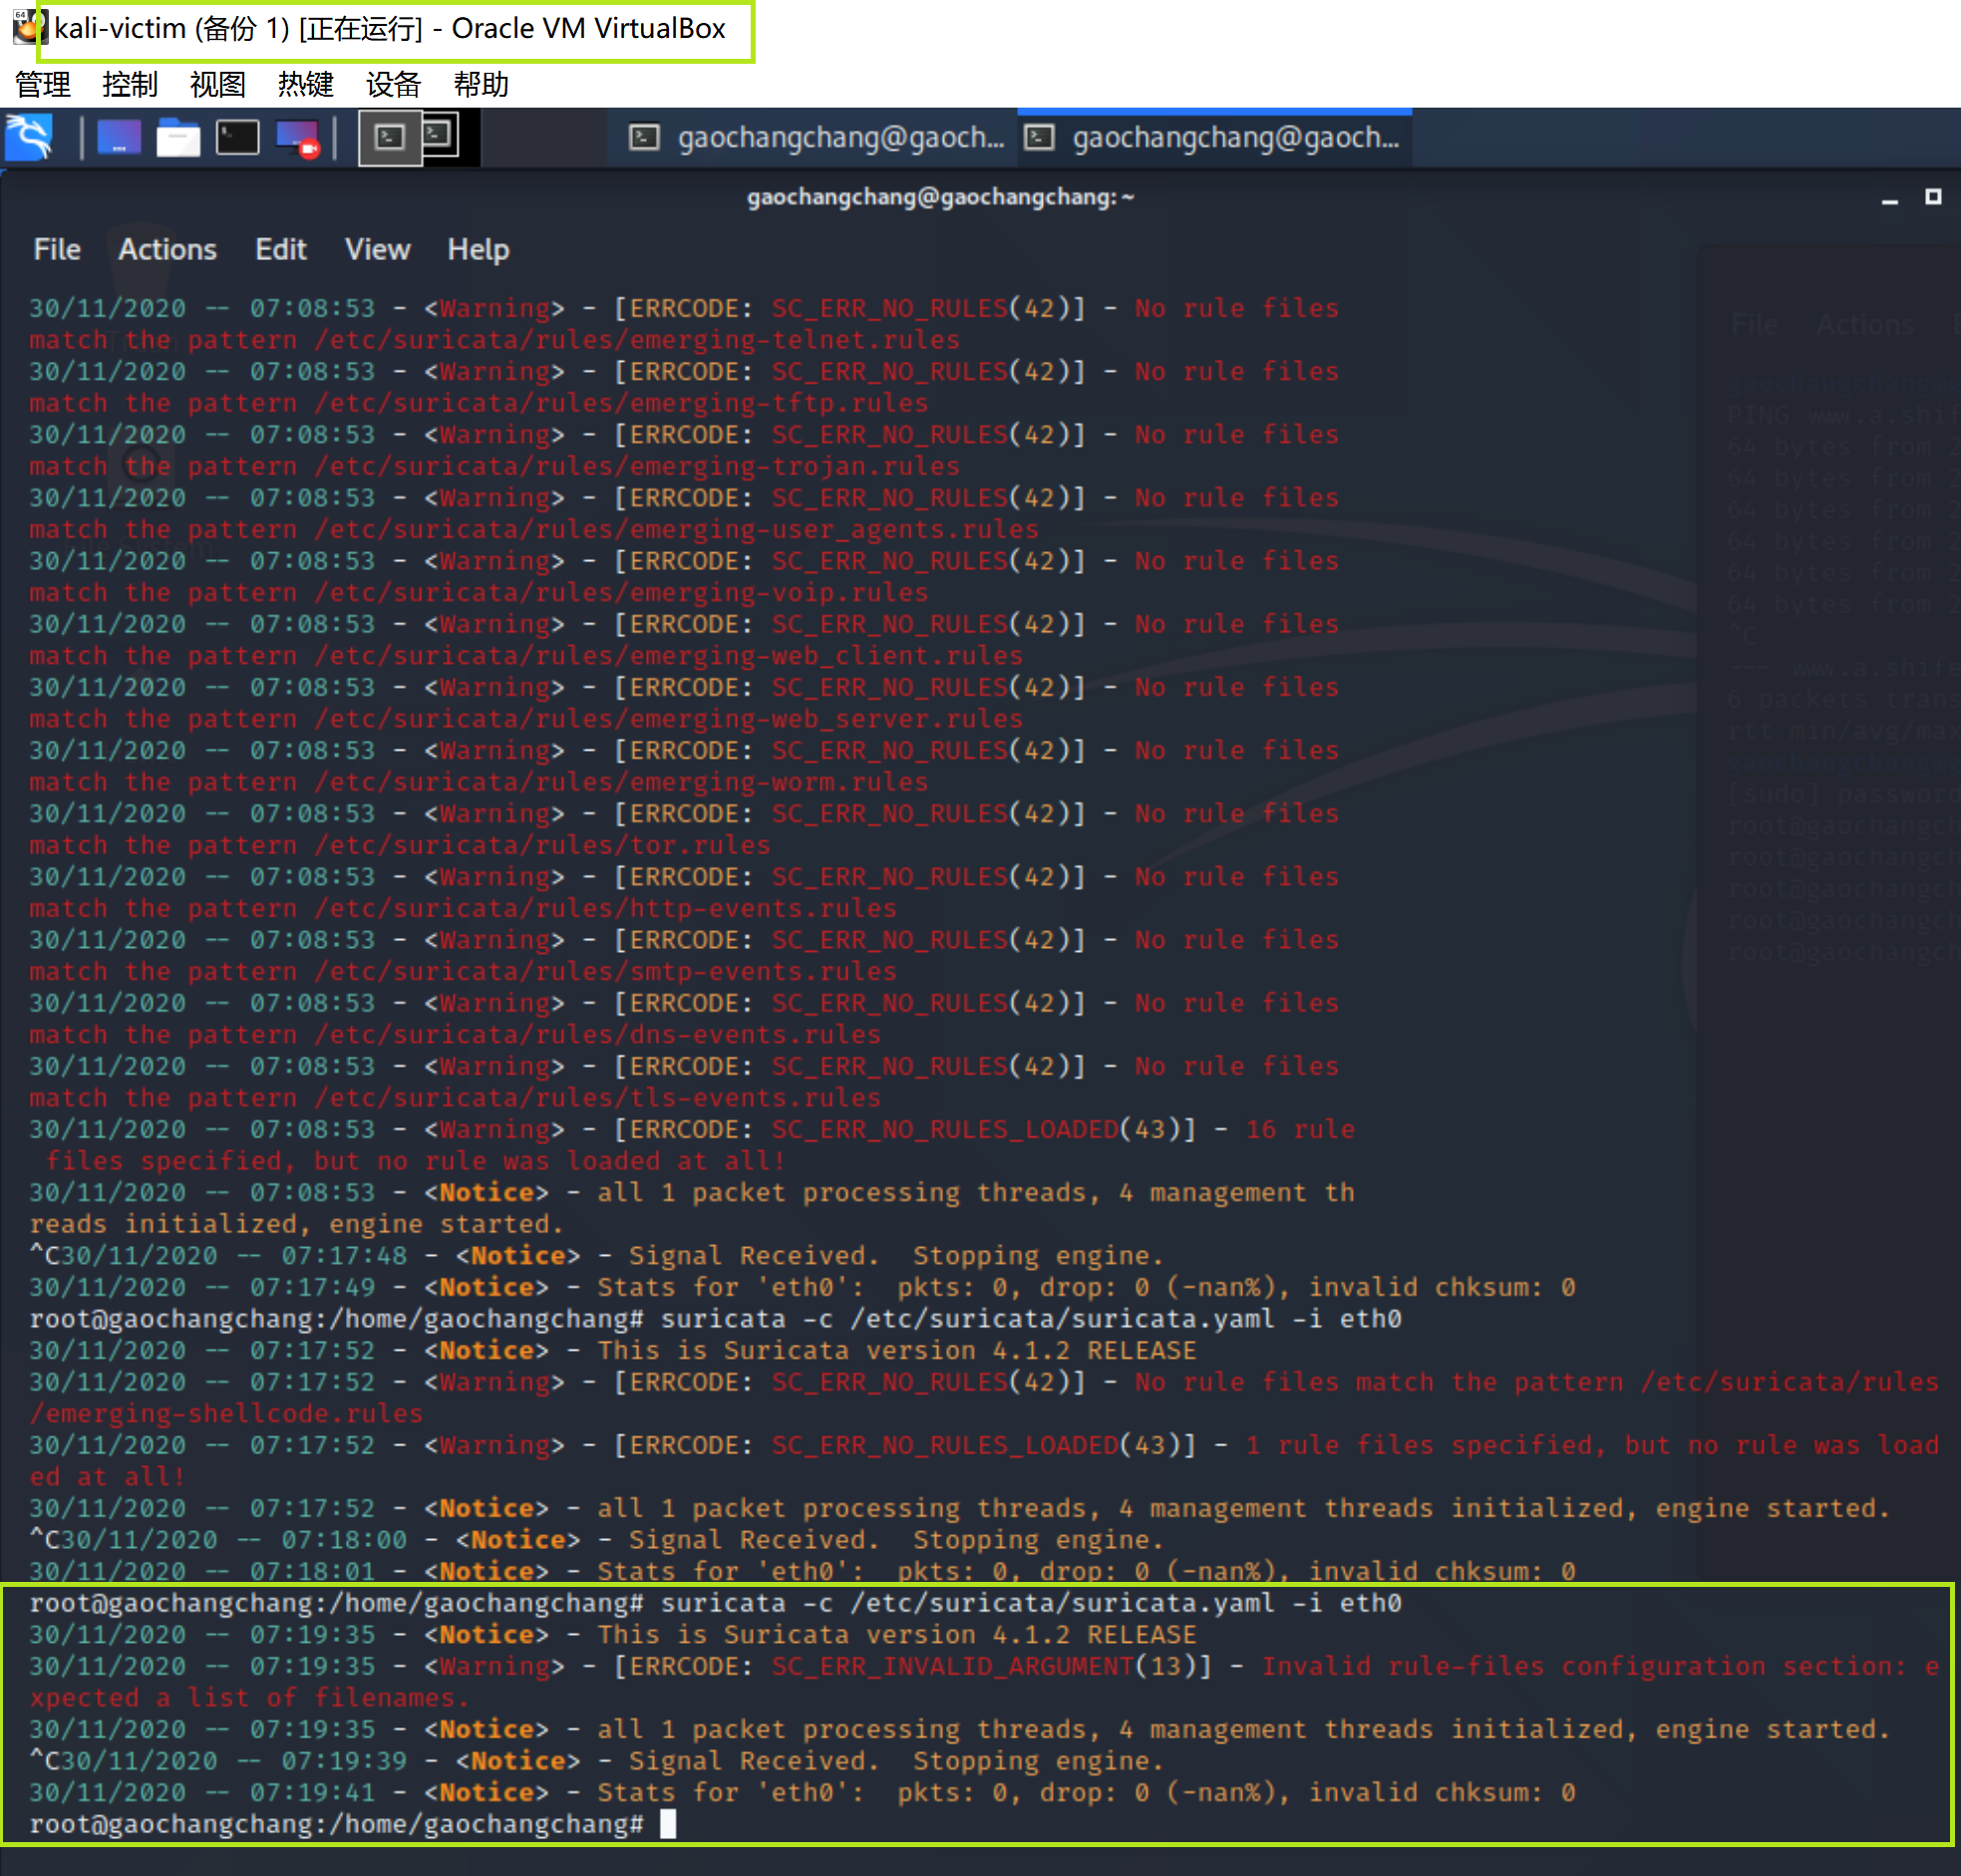 kali-victim (备份 1) [正在运行] - Oracle VM VirtualBox
管理 控制 视图 热键 设备 帮助
gaochangchang@gaoch... gaochangchang@gaoch...
gaochangchang@gaochangchang: ~
File Actions Edit View Help
30/11/2020 -- 07:08:53 - <Warning> - [ERRCODE: SC_ERR_NO_RULES(42)] - No rule files
match the pattern /etc/suricata/rules/emerging-telnet.rules
30/11/2020 -- 07:08:53 - <Warning> - [ERRCODE: SC_ERR_NO_RULES(42)] - No rule files
match the pattern /etc/suricata/rules/emerging-tftp.rules
30/11/2020 -- 07:08:53 - <Warning> - [ERRCODE: SC_ERR_NO_RULES(42)] - No rule files
match the pattern /etc/suricata/rules/emerging-trojan.rules
30/11/2020 -- 07:08:53 - <Warning> - [ERRCODE: SC_ERR_NO_RULES(42)] - No rule files
match the pattern /etc/suricata/rules/emerging-user_agents.rules
30/11/2020 -- 07:08:53 - <Warning> - [ERRCODE: SC_ERR_NO_RULES(42)] - No rule files
match the pattern /etc/suricata/rules/emerging-voip.rules
30/11/2020 -- 07:08:53 - <Warning> - [ERRCODE: SC_ERR_NO_RULES(42)] - No rule files
match the pattern /etc/suricata/rules/emerging-web_client.rules
30/11/2020 -- 07:08:53 - <Warning> - [ERRCODE: SC_ERR_NO_RULES(42)] - No rule files
match the pattern /etc/suricata/rules/emerging-web_server.rules
30/11/2020 -- 07:08:53 - <Warning> - [ERRCODE: SC_ERR_NO_RULES(42)] - No rule files
match the pattern /etc/suricata/rules/emerging-worm.rules
30/11/2020 -- 07:08:53 - <Warning> - [ERRCODE: SC_ERR_NO_RULES(42)] - No rule files
match the pattern /etc/suricata/rules/tor.rules
30/11/2020 -- 07:08:53 - <Warning> - [ERRCODE: SC_ERR_NO_RULES(42)] - No rule files
match the pattern /etc/suricata/rules/http-events.rules
30/11/2020 -- 07:08:53 - <Warning> - [ERRCODE: SC_ERR_NO_RULES(42)] - No rule files
match the pattern /etc/suricata/rules/smtp-events.rules
30/11/2020 -- 07:08:53 - <Warning> - [ERRCODE: SC_ERR_NO_RULES(42)] - No rule files
match the pattern /etc/suricata/rules/dns-events.rules
30/11/2020 -- 07:08:53 - <Warning> - [ERRCODE: SC_ERR_NO_RULES(42)] - No rule files
match the pattern /etc/suricata/rules/tls-events.rules
30/11/2020 -- 07:08:53 - <Warning> - [ERRCODE: SC_ERR_NO_RULES_LOADED(43)] - 16 rule
files specified, but no rule was loaded at all!
30/11/2020 -- 07:08:53 - <Notice> - all 1 packet processing threads, 4 management th
reads initialized, engine started.
^C30/11/2020 -- 07:17:48 - <Notice> - Signal Received.  Stopping engine.
30/11/2020 -- 07:17:49 - <Notice> - Stats for 'eth0':  pkts: 0, drop: 0 (-nan%), invalid chksum: 0
root@gaochangchang:/home/gaochangchang# suricata -c /etc/suricata/suricata.yaml -i eth0
30/11/2020 -- 07:17:52 - <Notice> - This is Suricata version 4.1.2 RELEASE
30/11/2020 -- 07:17:52 - <Warning> - [ERRCODE: SC_ERR_NO_RULES(42)] - No rule files match the pattern /etc/suricata/rules
/emerging-shellcode.rules
30/11/2020 -- 07:17:52 - <Warning> - [ERRCODE: SC_ERR_NO_RULES_LOADED(43)] - 1 rule files specified, but no rule was load
ed at all!
30/11/2020 -- 07:17:52 - <Notice> - all 1 packet processing threads, 4 management threads initialized, engine started.
^C30/11/2020 -- 07:18:00 - <Notice> - Signal Received.  Stopping engine.
30/11/2020 -- 07:18:01 - <Notice> - Stats for 'eth0':  pkts: 0, drop: 0 (-nan%), invalid chksum: 0
root@gaochangchang:/home/gaochangchang# suricata -c /etc/suricata/suricata.yaml -i eth0
30/11/2020 -- 07:19:35 - <Notice> - This is Suricata version 4.1.2 RELEASE
30/11/2020 -- 07:19:35 - <Warning> - [ERRCODE: SC_ERR_INVALID_ARGUMENT(13)] - Invalid rule-files configuration section: e
xpected a list of filenames.
30/11/2020 -- 07:19:35 - <Notice> - all 1 packet processing threads, 4 management threads initialized, engine started.
^C30/11/2020 -- 07:19:39 - <Notice> - Signal Received.  Stopping engine.
30/11/2020 -- 07:19:41 - <Notice> - Stats for 'eth0':  pkts: 0, drop: 0 (-nan%), invalid chksum: 0
root@gaochangchang:/home/gaochangchang#